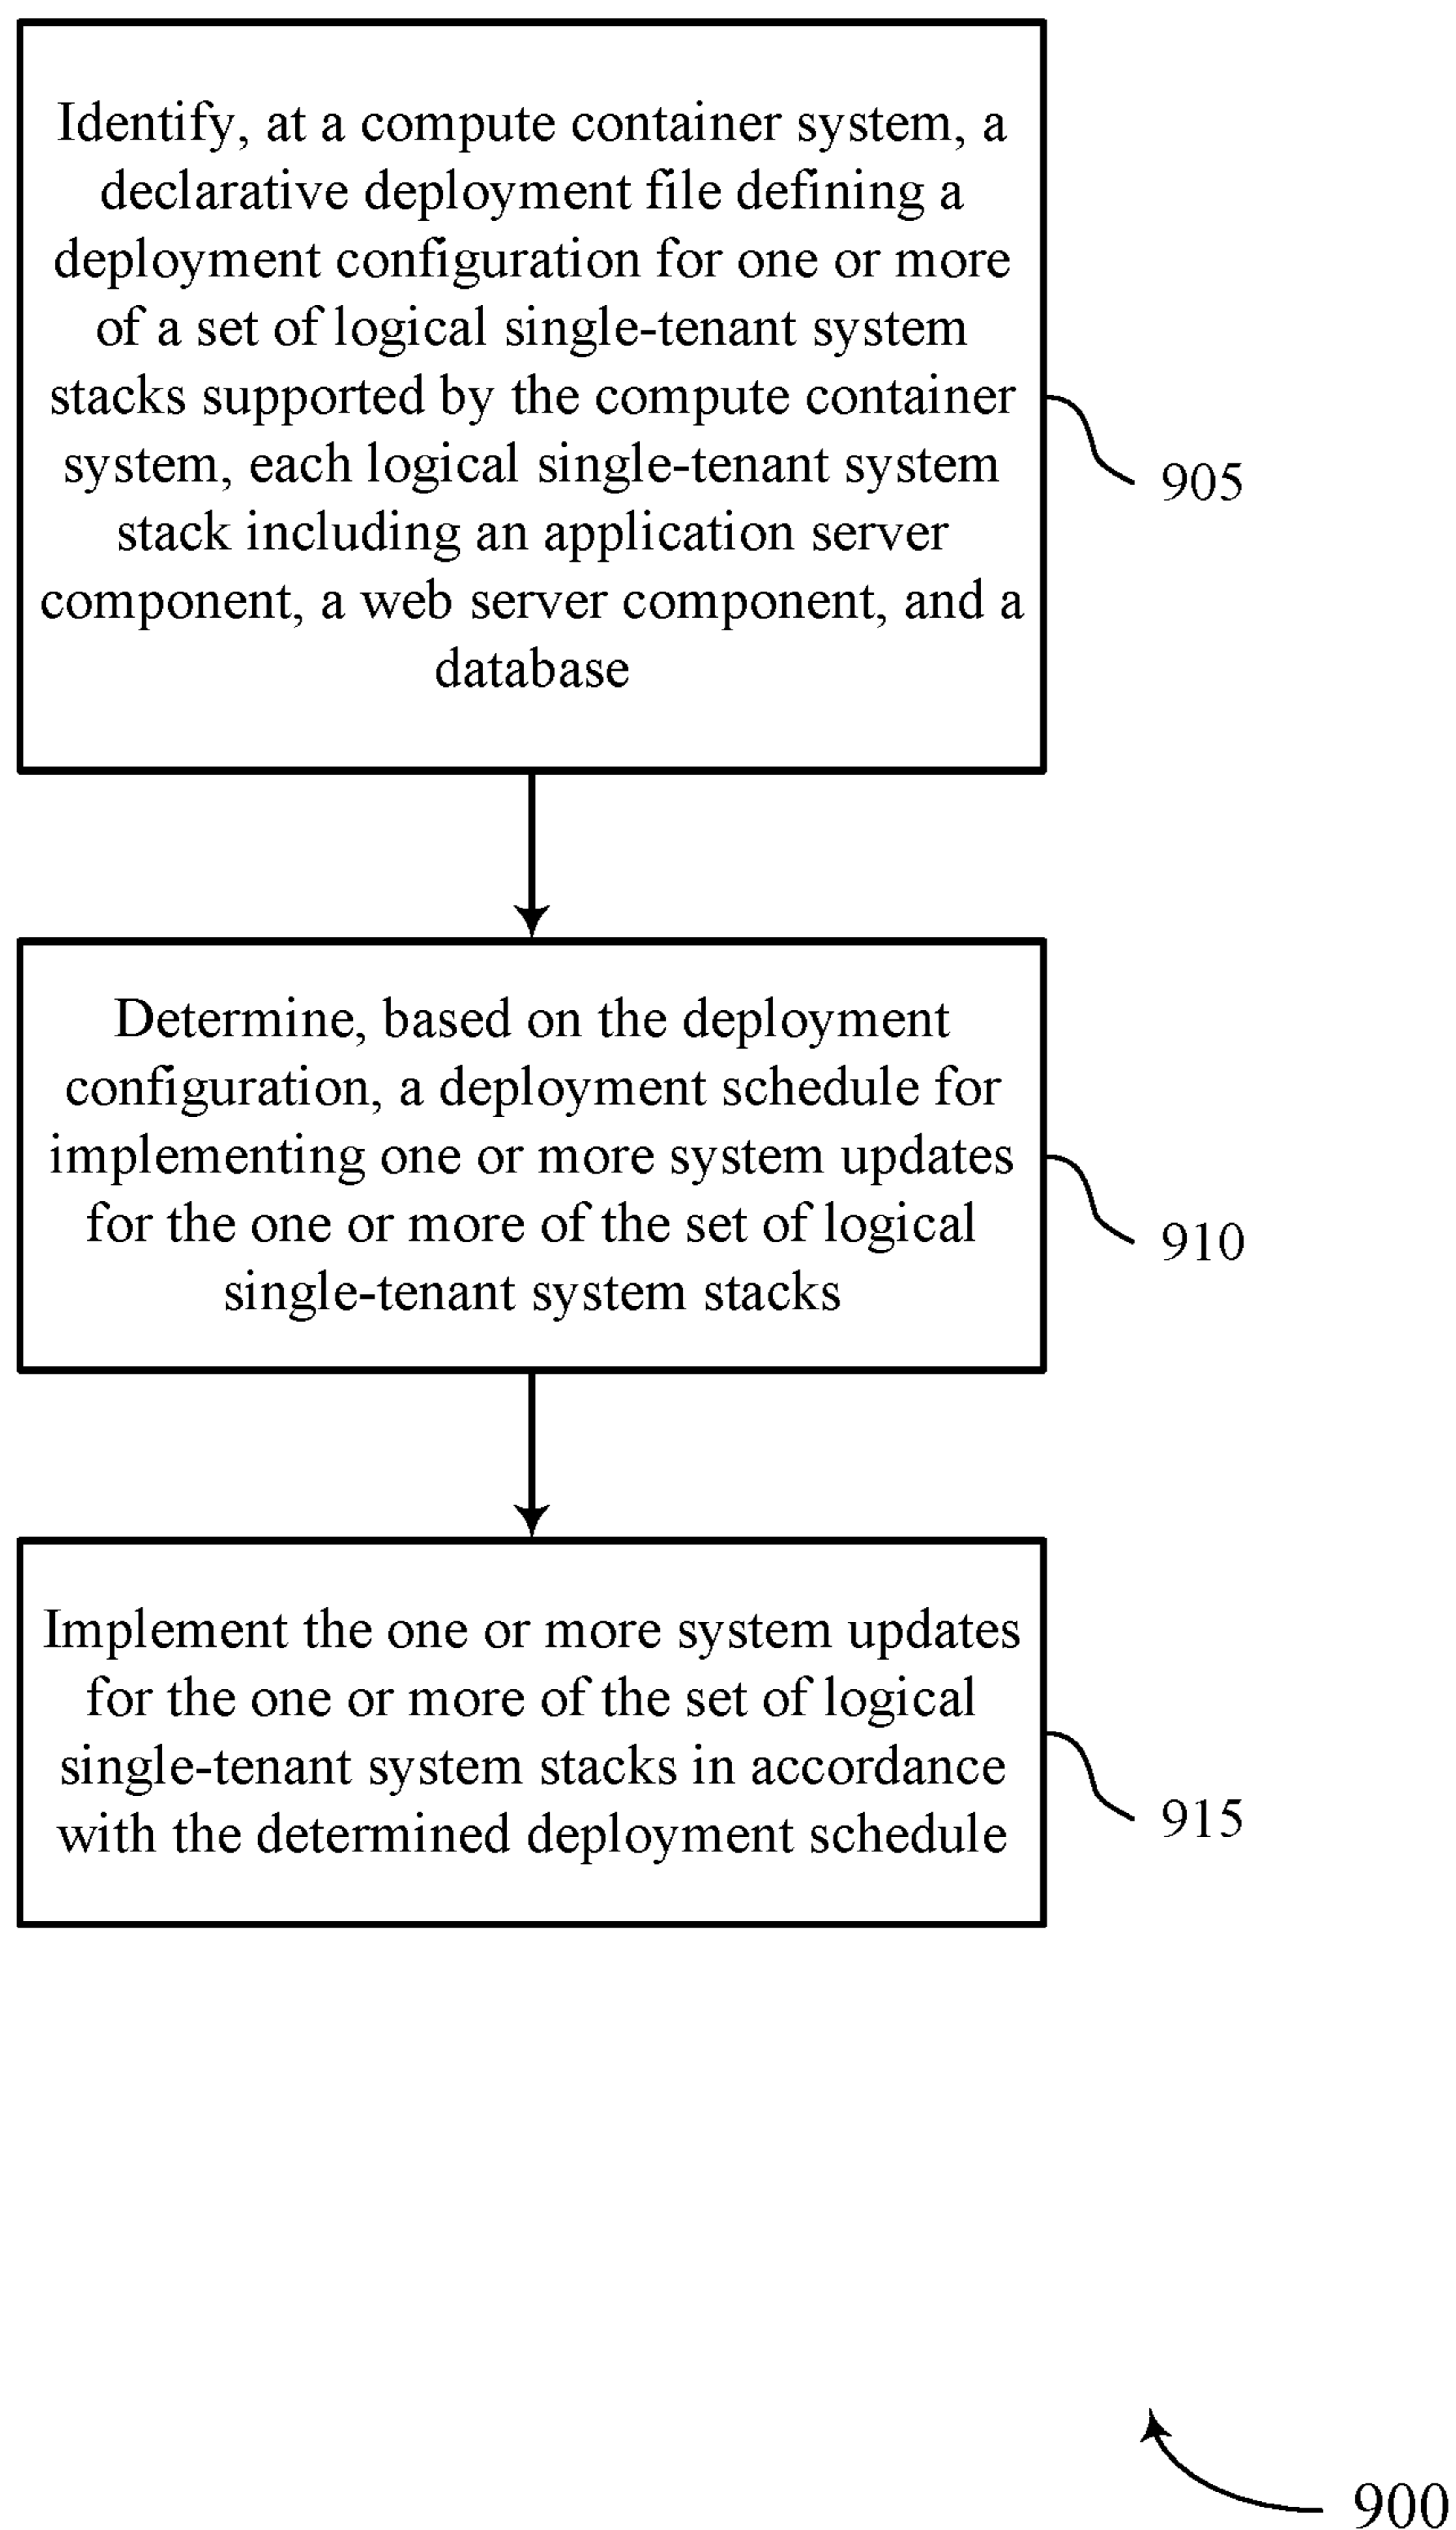 Identify, at a compute container system, a
declarative deployment file defining a
deployment configuration for one or more
of a set of logical single-tenant system
stacks supported by the compute container
system, each logical single-tenant system
stack including an application server
component, a web server component, and a
database
905
Determine, based on the deployment
configuration, a deployment schedule for
implementing one or more system updates
for the one or more of the set of logical
single-tenant system stacks
910
Implement the one or more system updates
for the one or more of the set of logical
single-tenant system stacks in accordance
with the determined deployment schedule
915
900